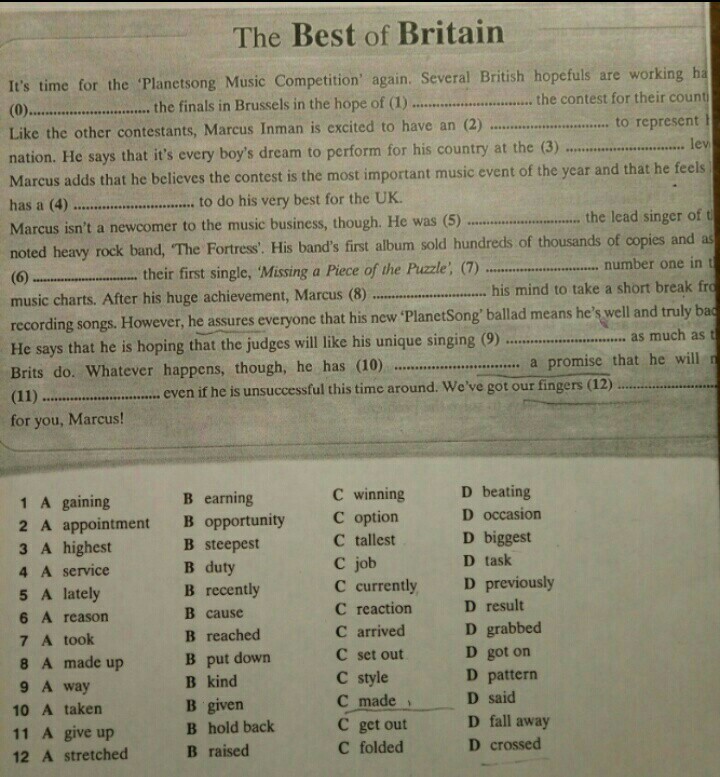 The Best of Britain
It's time for the 'Planetsong Music Competition' again. Several British hopefuls are working ha
(0).............................. the finals in Brussels in the hope of (1) .............................. the contest for their count
Like the other contestants, Marcus Inman is excited to have an (2) .............................. to represent h
nation. He says that it's every boy's dream to perform for his country at the (3) .............................. lev
Marcus adds that he believes the contest is the most important music event of the year and that he feels
has a (4) .............................. to do his very best for the UK.
Marcus isn't a newcomer to the music business, though. He was (5) .............................. the lead singer of t
noted heavy rock band, 'The Fortress'. His band's first album sold hundreds of thousands of copies and as
(6) .............................. their first single, 'Missing a Piece of the Puzzle', (7) .............................. number one in t
music charts. After his huge achievement, Marcus (8) .............................. his mind to take a short break fro
recording songs. However, he assures everyone that his new 'PlanetSong' ballad means he's well and truly bac
He says that he is hoping that the judges will like his unique singing (9) .............................. as much as t
Brits do. Whatever happens, though, he has (10) .............................. a promise that he will n
(11) .............................. even if he is unsuccessful this time around. We've got our fingers (12) ..............................
for you, Marcus!
1 A gaining B earning C winning D beating
2 A appointment B opportunity C option D occasion
3 A highest B steepest C tallest D biggest
4 A service B duty C job D task
5 A lately B recently C currently D previously
6 A reason B cause C reaction D result
7 A took B reached C arrived D grabbed
8 A made up B put down C set out D got on
9 A way B kind C style D pattern
10 A taken B given C made D said
11 A give up B hold back C get out D fall away
12 A stretched B raised C folded D crossed